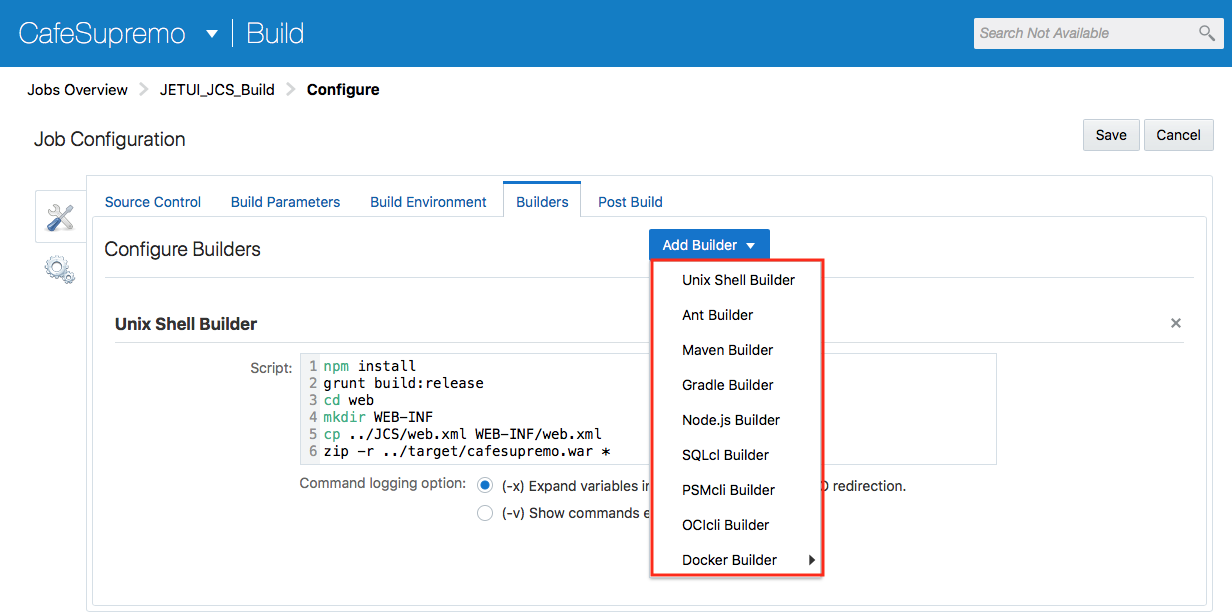 CafeSupremo Build
Search Not Available
Jobs Overview JETUI_JCS_Build Configure
Job Configuration
Save Cancel
Source Control Build Parameters Build Environment Builders Post Build
Configure Builders
Add Builder
Unix Shell Builder
Ant Builder
Maven Builder
Gradle Builder
Node.js Builder
SQLcl Builder
PSMcli Builder
OCIcli Builder
Docker Builder
Unix Shell Builder
Script:
1 npm install
2 grunt build:release
3 cd web
4 mkdir WEB-INF
5 cp ../JCS/web.xml WEB-INF/web.xml
6 zip -r ../target/cafesupremo.war *
Command logging option:
(-x) Expand variables redirection.
(-v) Show commands